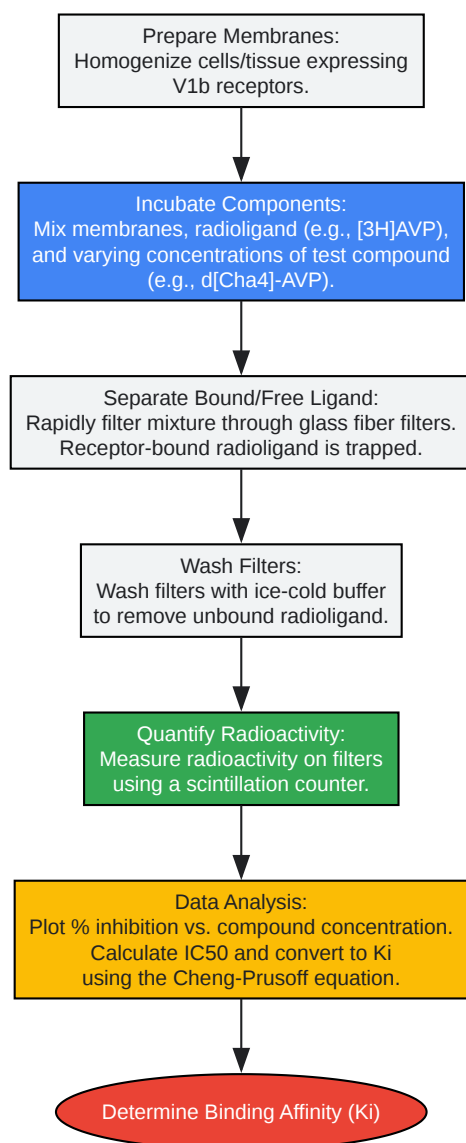 Prepare Membranes:
Homogenize cells/tissue expressing
V1b receptors.
Incubate Components:
Mix membranes, radioligand (e.g., [3H]AVP),
and varying concentrations of test compound
(e.g., d[Cha4]-AVP).
Separate Bound/Free Ligand:
Rapidly filter mixture through glass fiber filters.
Receptor-bound radioligand is trapped.
Wash Filters:
Wash filters with ice-cold buffer
to remove unbound radioligand.
Quantify Radioactivity:
Measure radioactivity on filters
using a scintillation counter.
Data Analysis:
Plot % inhibition vs. compound concentration.
Calculate IC50 and convert to Ki
using the Cheng-Prusoff equation.
Determine Binding Affinity (Ki)